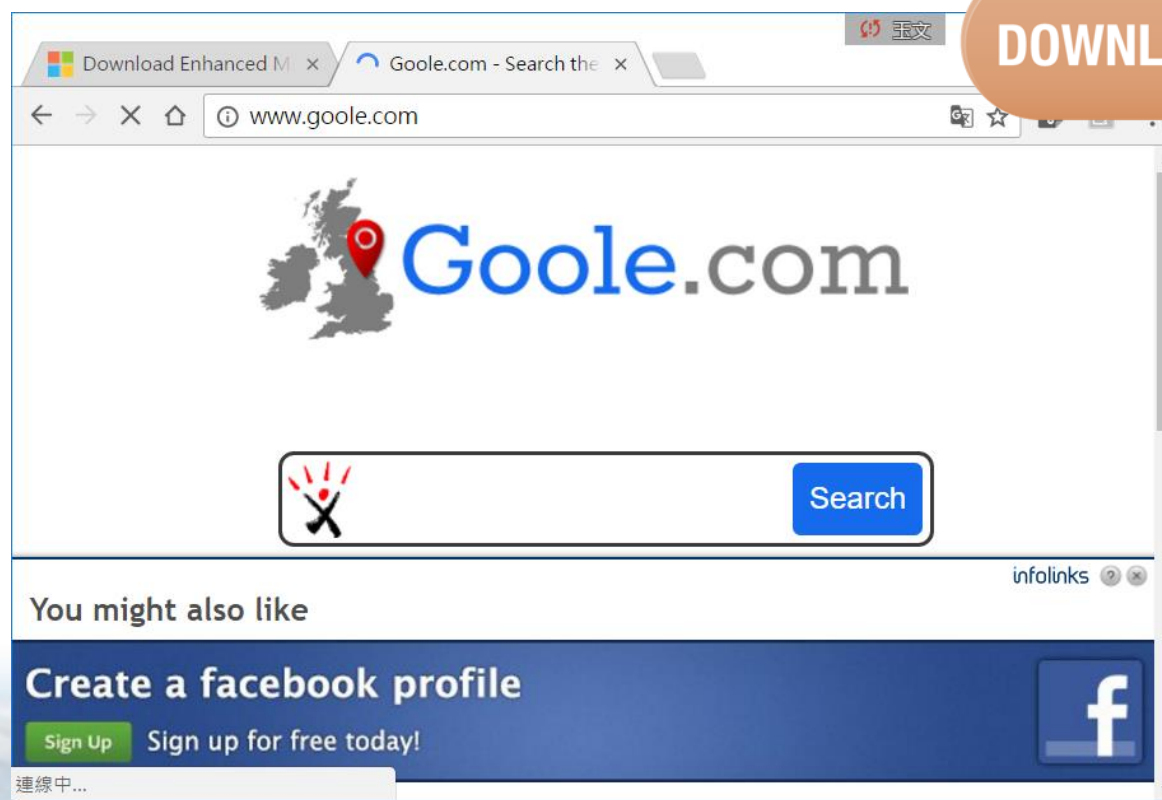 玉文
DOWNL
Download Enhanced M
Goole.com - Search the
www.goole.com
Goole.com
Search
infolinks
You might also like
Create a facebook profile
Sign Up Sign up for free today!
f
連線中...